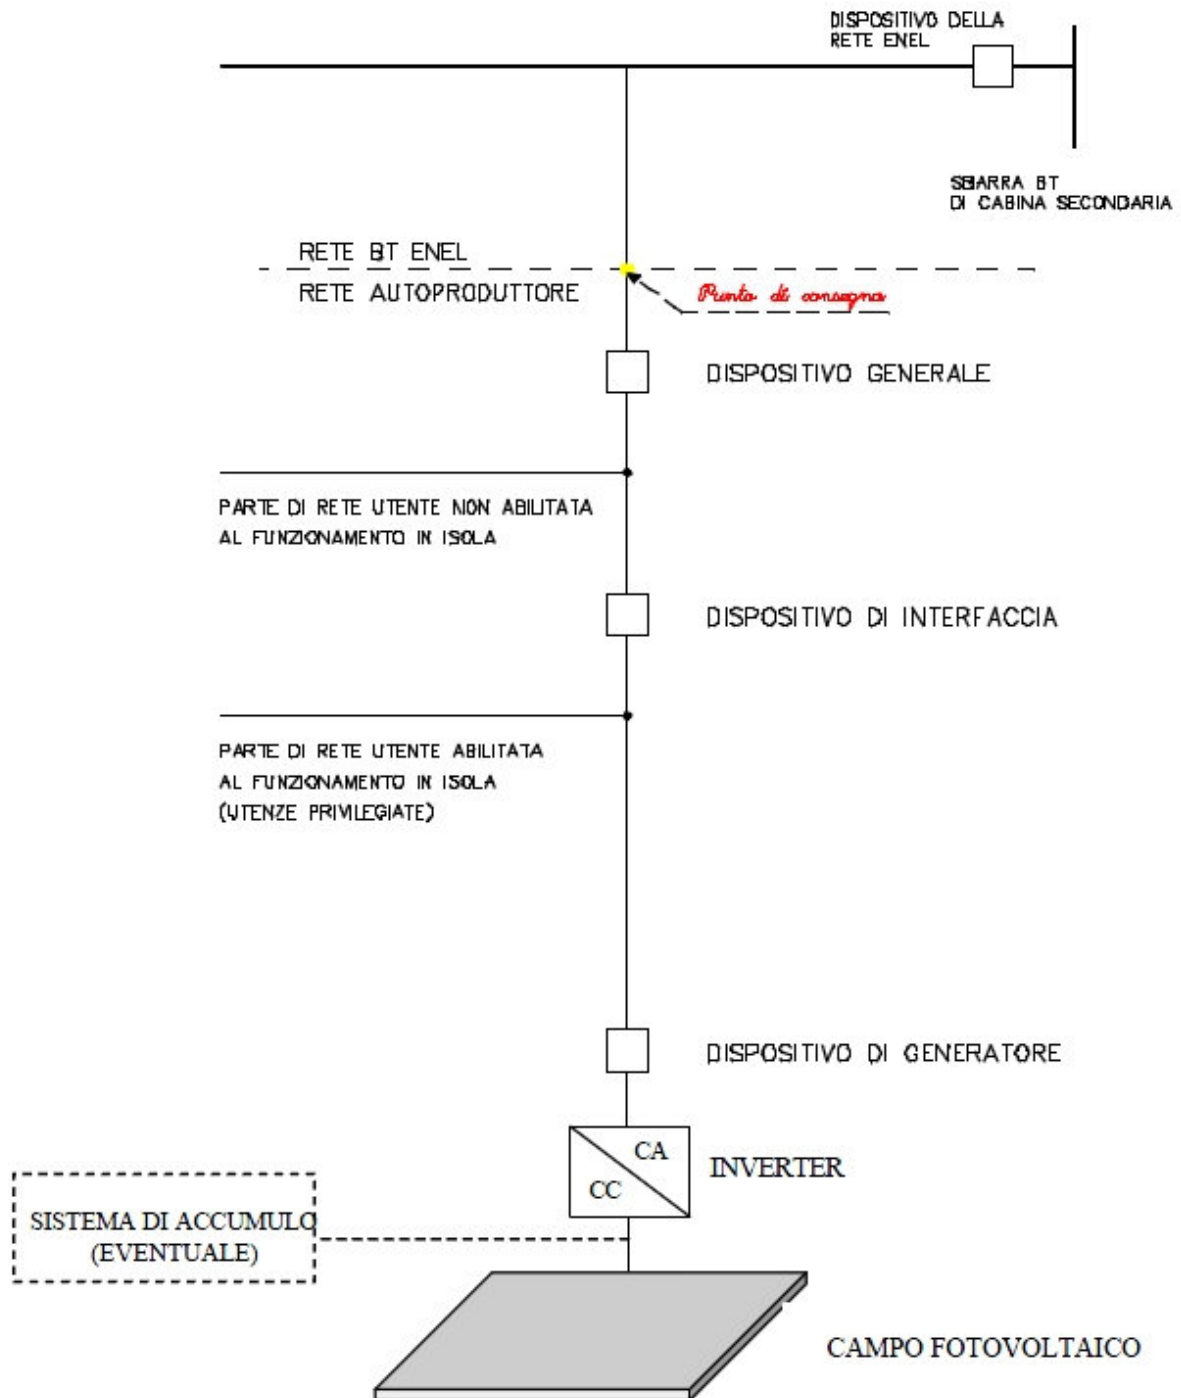 DISPOSITIVO DELLA
RETE ENEL
SBARRA BT
DI CABINA SECONDARIA
RETE BT ENEL
RETE AUTOPRODUTTORE
Punto di consegna
DISPOSITIVO GENERALE
PARTE DI RETE UTENTE NON ABILITATA
AL FUNZIONAMENTO IN ISOLA
DISPOSITIVO DI INTERFACCIA
PARTE DI RETE UTENTE ABILITATA
AL FUNZIONAMENTO IN ISOLA
(UTENZE PRIVILEGIATE)
DISPOSITIVO DI GENERATORE
CA
CC
INVERTER
SISTEMA DI ACCUMULO
(EVENTUALE)
CAMPO FOTOVOLTAICO